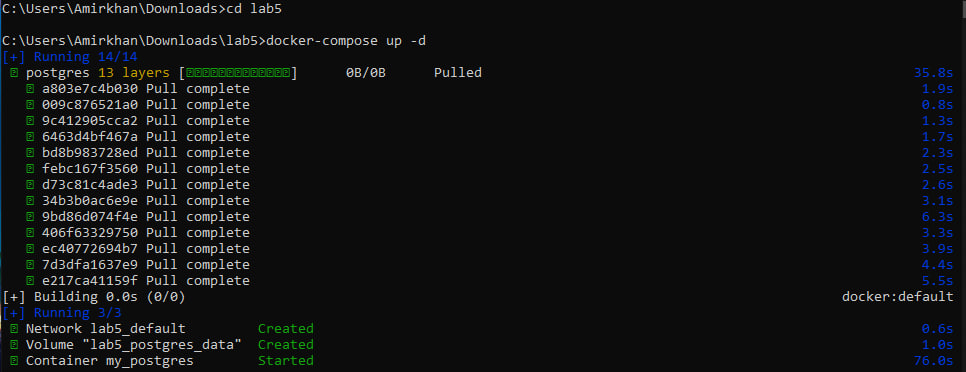 C:\Users\Amirkhan\Downloads>cd lab5
C:\Users\Amirkhan\Downloads\lab5>docker-compose up -d
[+] Running 14/14
postgres 13 layers [] 0B/0B Pulled 35.8s
a803e7c4b030 Pull complete 1.9s
009c876521a0 Pull complete 0.8s
9c412905cca2 Pull complete 1.3s
6463d4bf467a Pull complete 1.7s
bd8b983728ed Pull complete 2.3s
febc167f3560 Pull complete 2.5s
d73c81c4ade3 Pull complete 2.6s
34b3b0ac6e9e Pull complete 3.1s
9bd86d074f4e Pull complete 6.3s
406f63329750 Pull complete 3.3s
ec40772694b7 Pull complete 3.9s
7d3dfa1637e9 Pull complete 4.4s
e217ca41159f Pull complete 5.5s
[+] Building 0.0s (0/0) docker:default
[+] Running 3/3
Network lab5_default Created 0.6s
Volume "lab5_postgres_data" Created 1.0s
Container my_postgres Started 76.0s